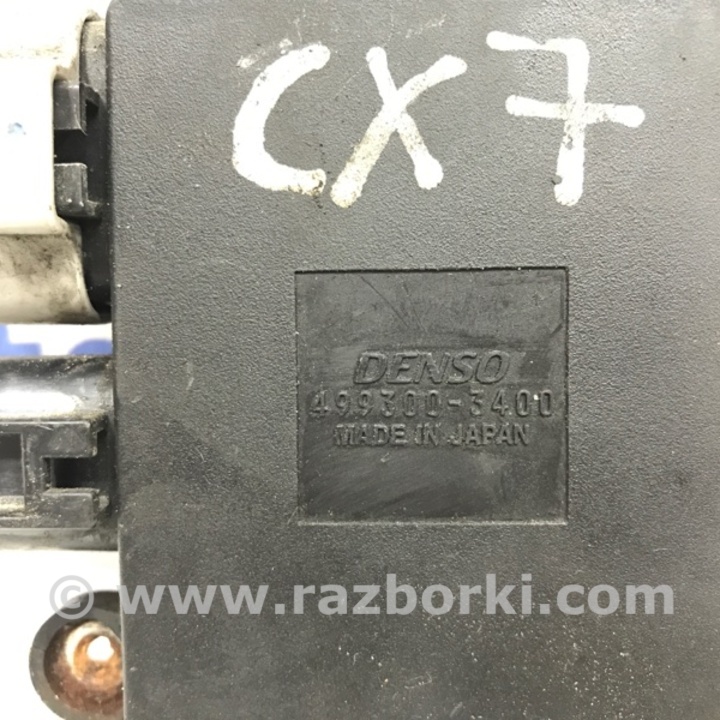 CX7
DENSO
499300-3400
MADE IN JAPAN
© www.razborki.com